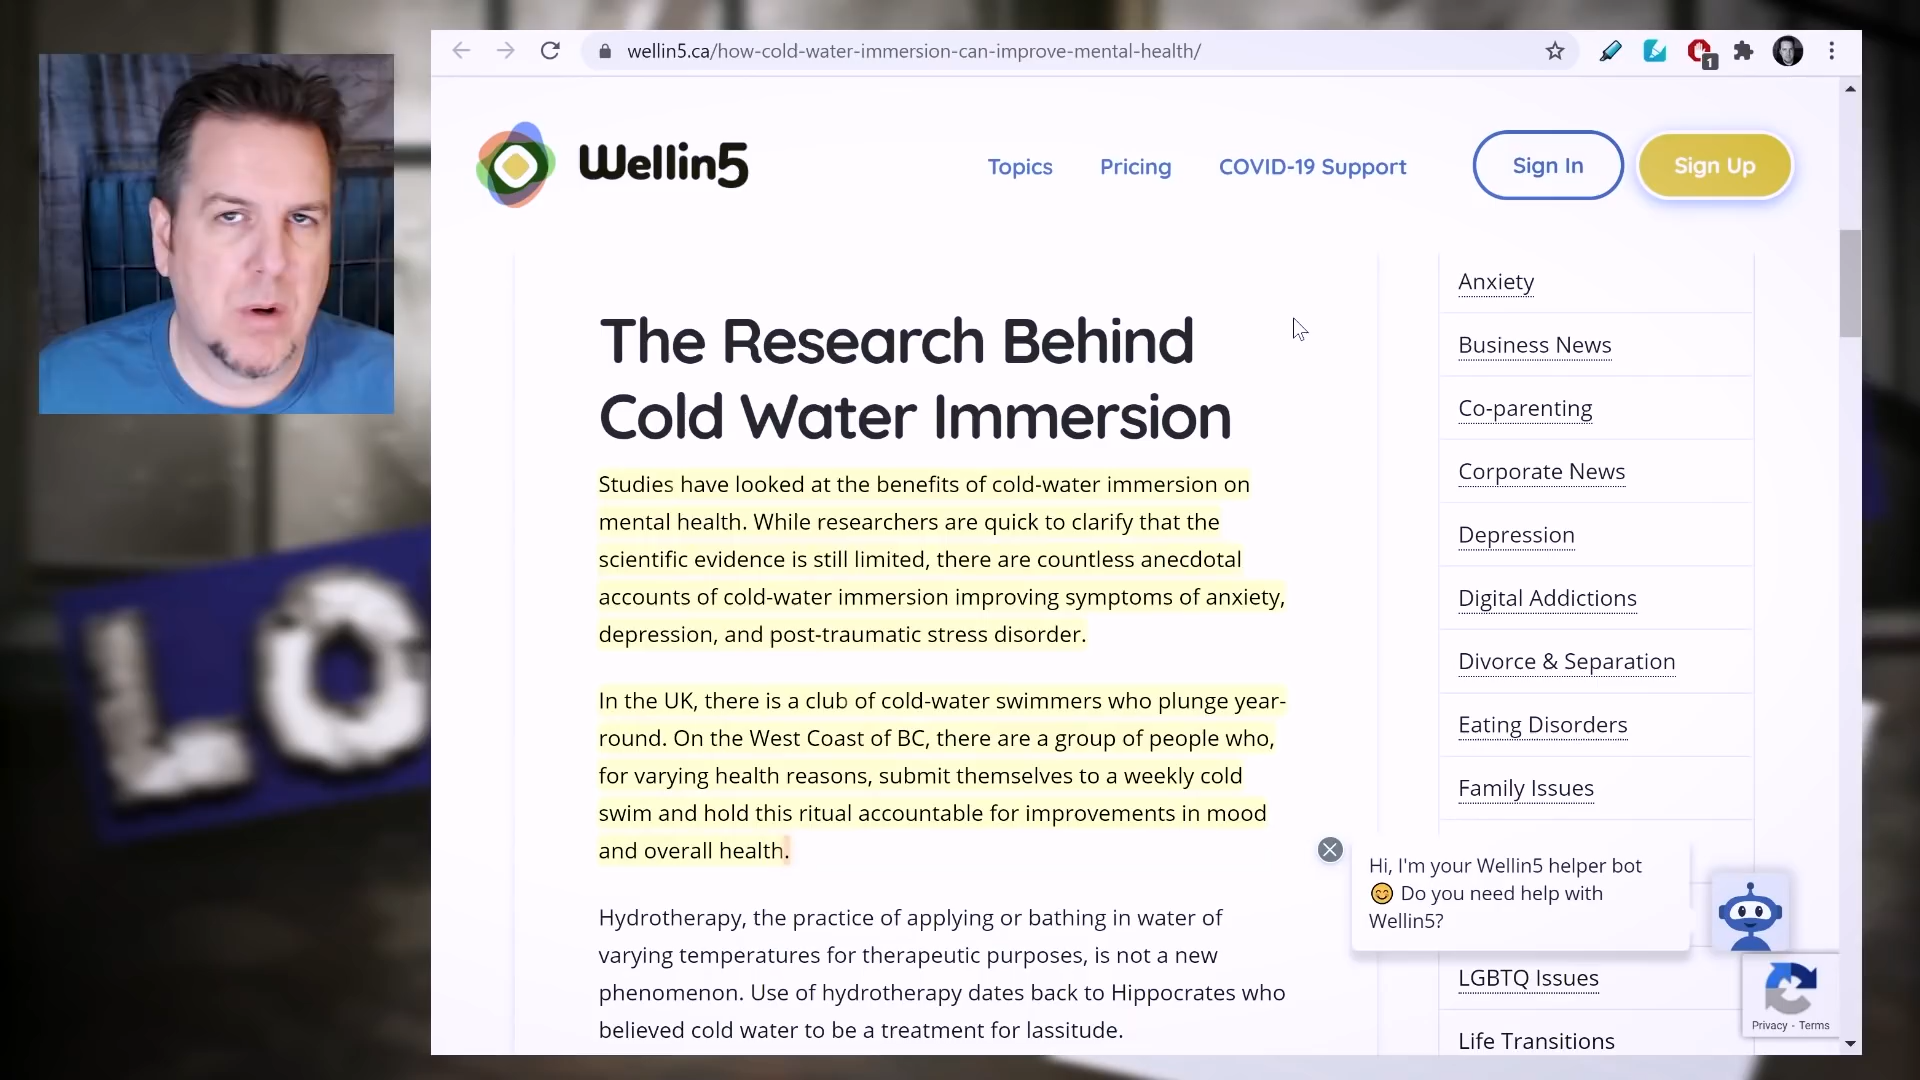 wellin5.ca/how-cold-water-immersion-can-improve-mental-health/
1
Wellin5
Topics
Pricing
COVID-19 Support
Sign In
Sign Up
The Research Behind
Cold Water Immersion
Studies have looked at the benefits of cold-water immersion on
mental health. While researchers are quick to clarify that the
scientific evidence is still limited, there are countless anecdotal
accounts of cold-water immersion improving symptoms of anxiety,
depression, and post-traumatic stress disorder.
In the UK, there is a club of cold-water swimmers who plunge year-
round. On the West Coast of BC, there are a group of people who,
for varying health reasons, submit themselves to a weekly cold
swim and hold this ritual accountable for improvements in mood
and overall health.
Hydrotherapy, the practice of applying or bathing in water of
varying temperatures for therapeutic purposes, is not a new
phenomenon. Use of hydrotherapy dates back to Hippocrates who
believed cold water to be a treatment for lassitude.
Anxiety
Business News
Co-parenting
Corporate News
Depression
Digital Addictions
Divorce & Separation
Eating Disorders
Family Issues
LGBTQ Issues
Life Transitions
Hi, I'm your Wellin5 helper bot
😊 Do you need help with
Wellin5?
Privacy - Terms
LO